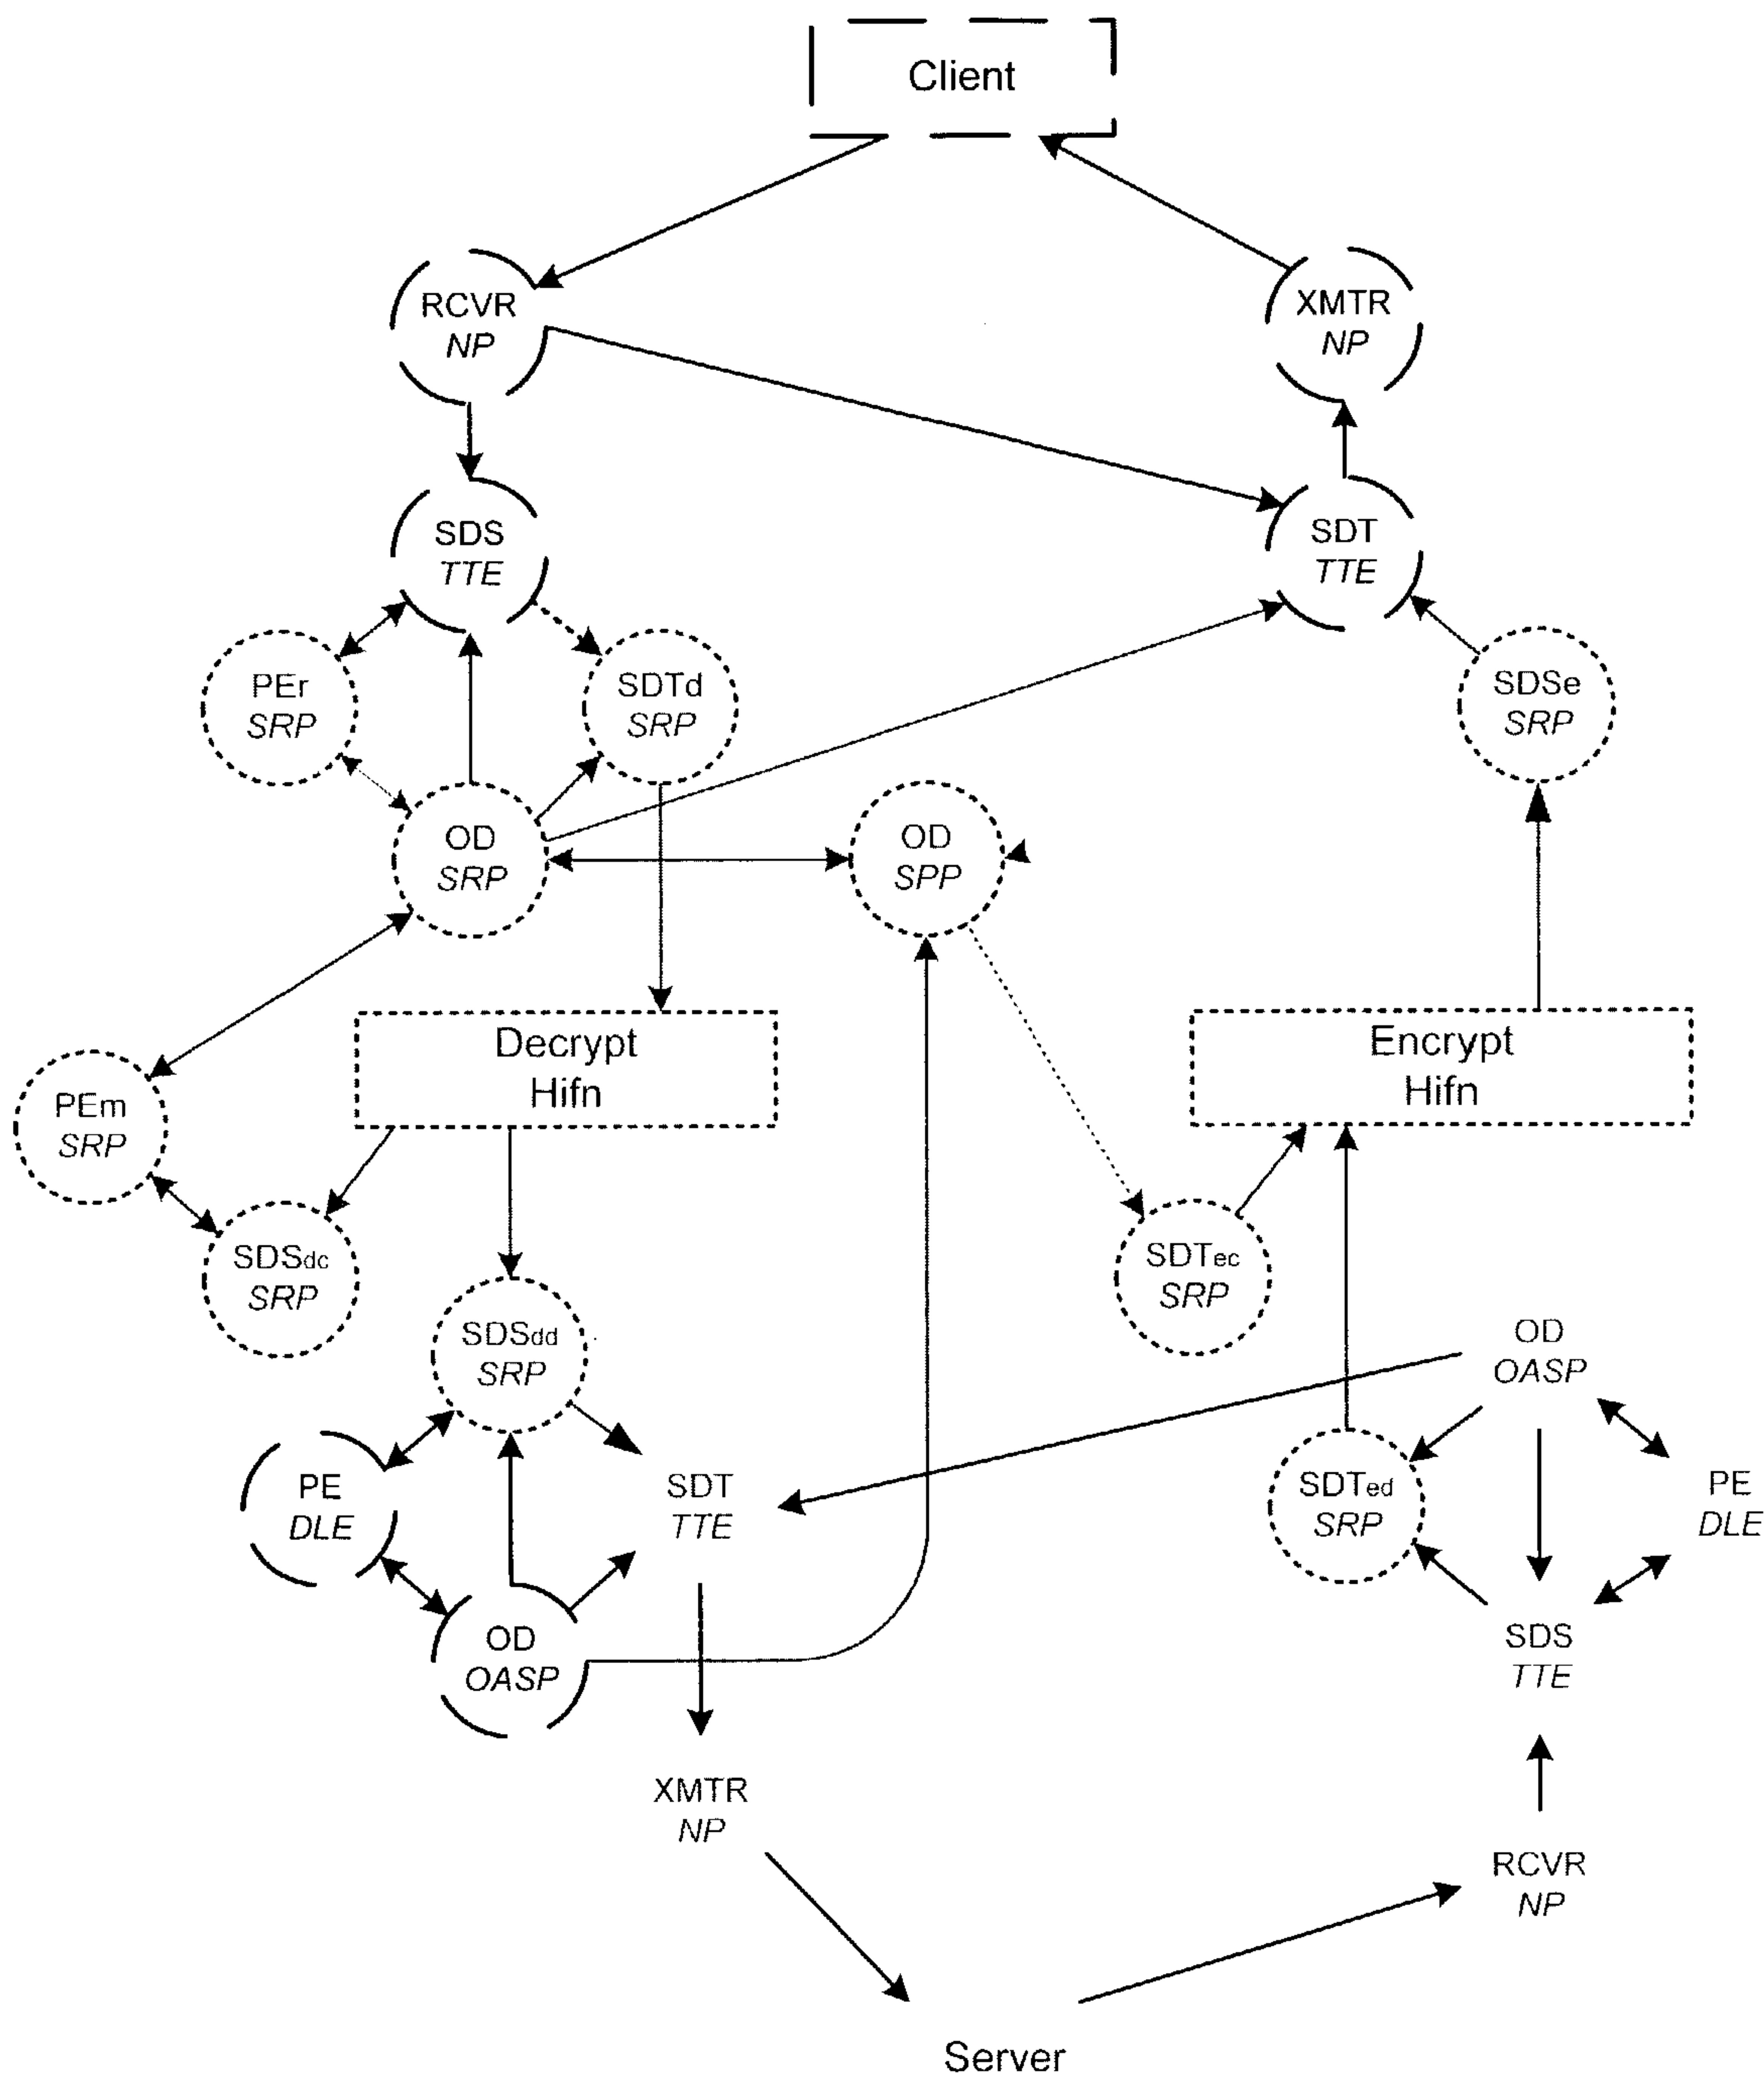 Client
RCVR
NP
XMTR
NP
SDS
TTE
SDT
TTE
PEr
SRP
SDTd
SRP
SDSe
SRP
OD
SRP
OD
SPP
Decrypt
Hifn
Encrypt
Hifn
PEm
SRP
SDSdc
SRP
SDTec
SRP
SDSdd
SRP
OD
OASP
PE
DLE
SDT
TTE
SDTed
SRP
PE
DLE
OD
OASP
SDS
TTE
XMTR
NP
RCVR
NP
Server